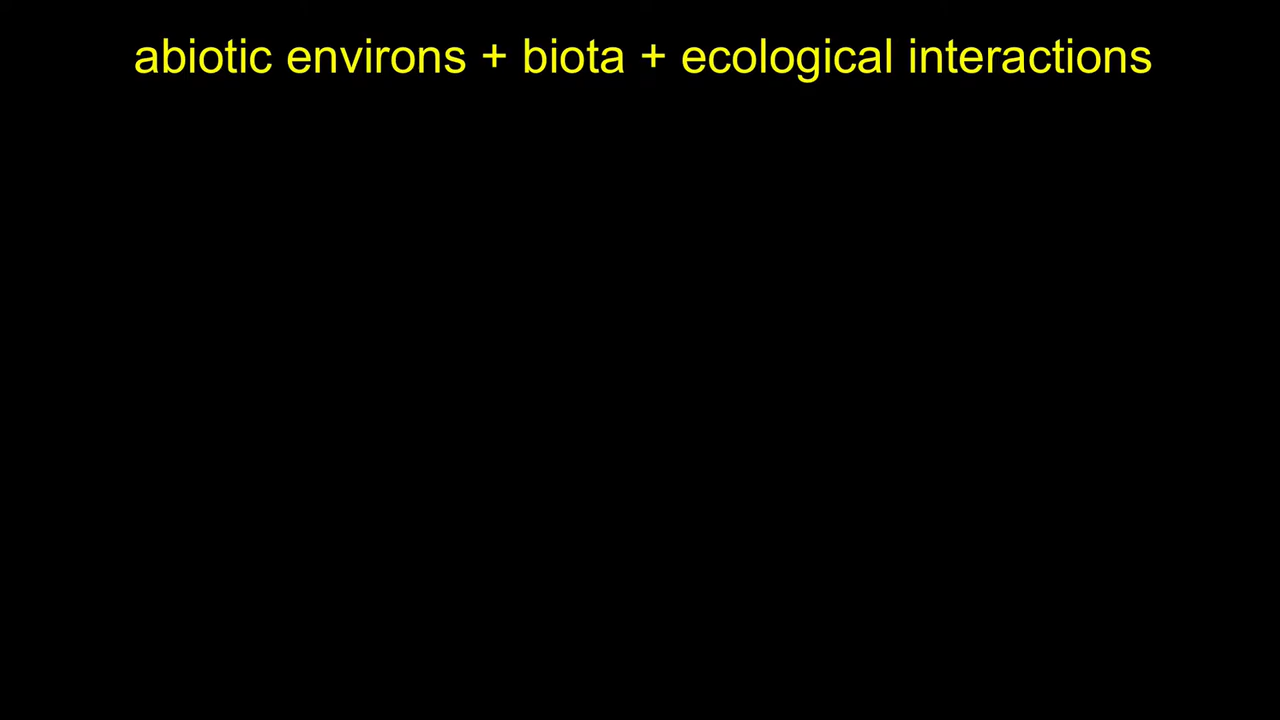 abiotic environs + biota + ecological interactions